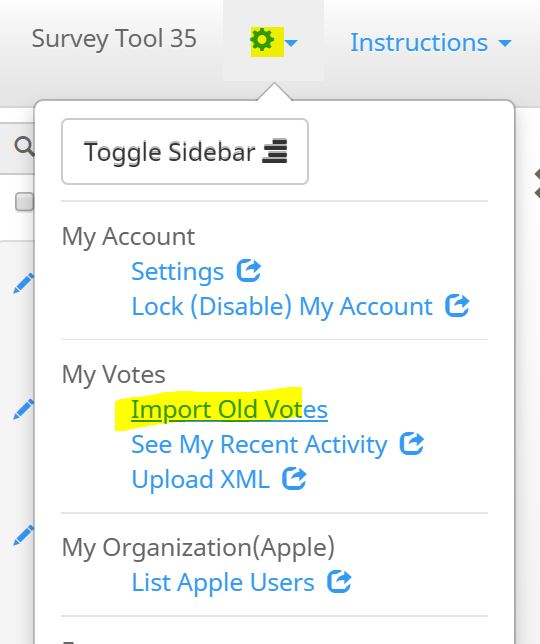 Survey Tool 35
Instructions
Toggle Sidebar
My Account
Settings
Lock (Disable) My Account
My Votes
Import Old Votes
See My Recent Activity
Upload XML
My Organization(Apple)
List Apple Users